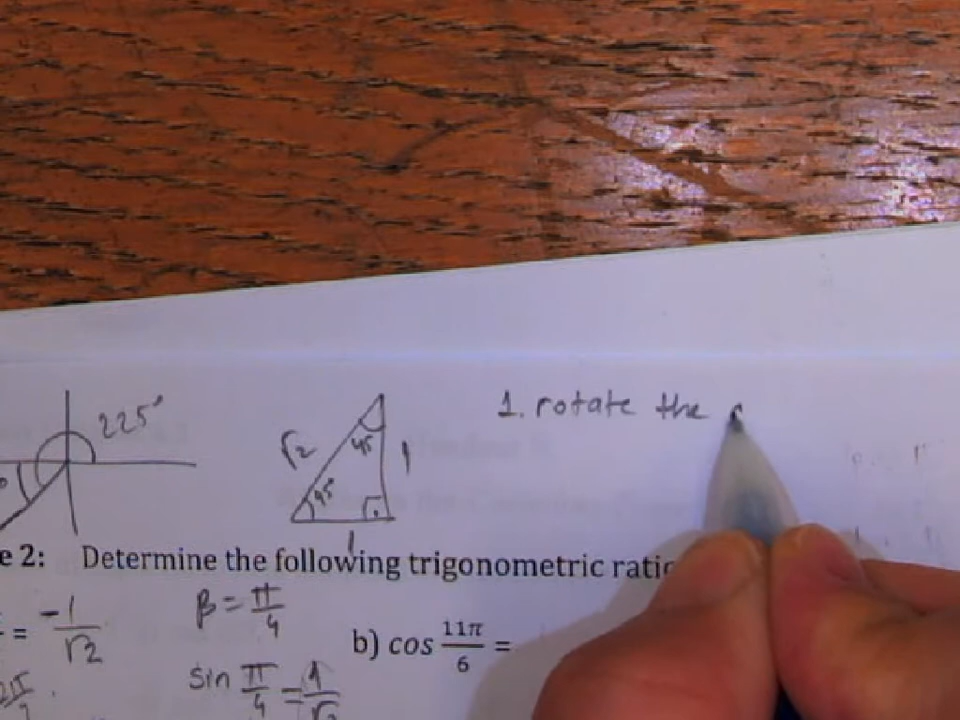 1. rotate the
225°
√2
45
1
45
1
e 2: Determine the following trigonometric ratio
= -1/√2
β = π/4
b) cos 11π/6 =
sin π/4 = 1/√2